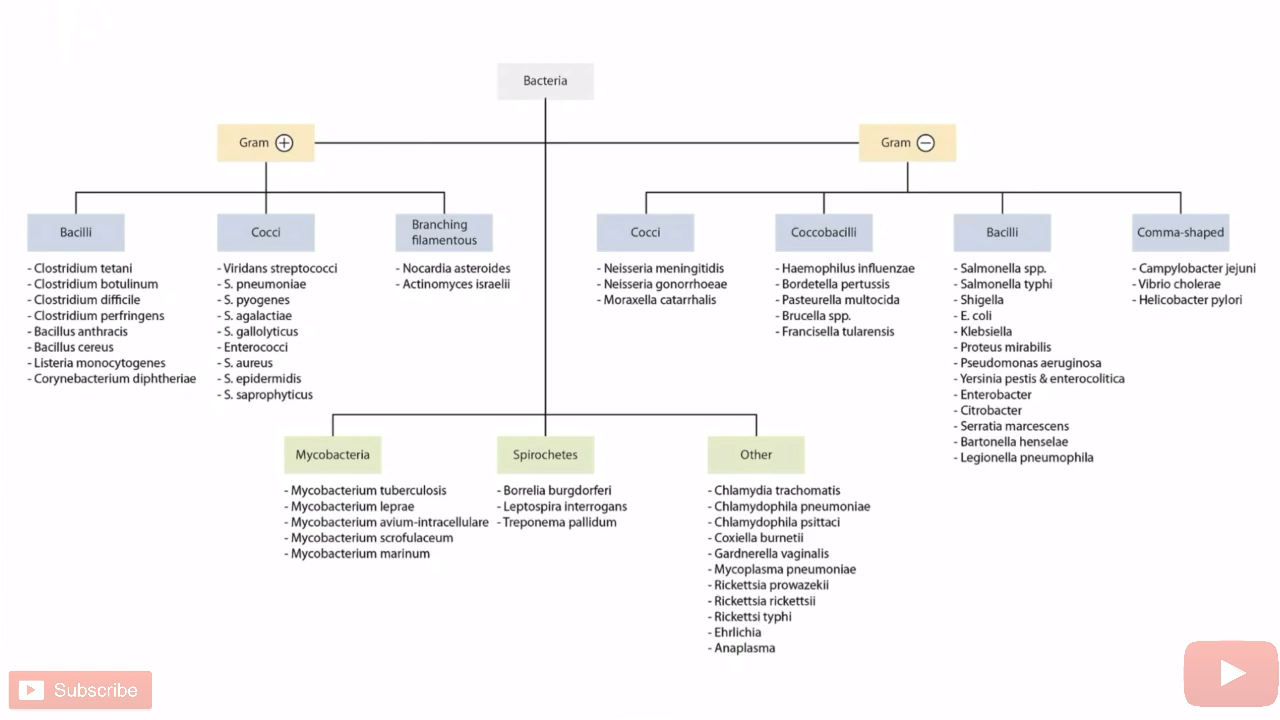 Bacteria
Gram +
Gram −
Bacilli
- Clostridium tetani
- Clostridium botulinum
- Clostridium difficile
- Clostridium perfringens
- Bacillus anthracis
- Bacillus cereus
- Listeria monocytogenes
- Corynebacterium diphtheriae
Cocci
- Viridans streptococci
- S. pneumoniae
- S. pyogenes
- S. agalactiae
- S. gallolyticus
- Enterococci
- S. aureus
- S. epidermidis
- S. saprophyticus
Branching
filamentous
- Nocardia asteroides
- Actinomyces israelii
Cocci
- Neisseria meningitidis
- Neisseria gonorrhoeae
- Moraxella catarrhalis
Coccobacilli
- Haemophilus influenzae
- Bordetella pertussis
- Pasteurella multocida
- Brucella spp.
- Francisella tularensis
Bacilli
- Salmonella spp.
- Salmonella typhi
- Shigella
- E. coli
- Klebsiella
- Proteus mirabilis
- Pseudomonas aeruginosa
- Yersinia pestis & enterocolitica
- Enterobacter
- Citrobacter
- Serratia marcescens
- Bartonella henselae
- Legionella pneumophila
Comma-shaped
- Campylobacter jejuni
- Vibrio cholerae
- Helicobacter pylori
Mycobacteria
- Mycobacterium tuberculosis
- Mycobacterium leprae
- Mycobacterium avium-intracellulare
- Mycobacterium scrofulaceum
- Mycobacterium marinum
Spirochetes
- Borrelia burgdorferi
- Leptospira interrogans
- Treponema pallidum
Other
- Chlamydia trachomatis
- Chlamydophila pneumoniae
- Chlamydophila psittaci
- Coxiella burnetii
- Gardnerella vaginalis
- Mycoplasma pneumoniae
- Rickettsia prowazekii
- Rickettsia rickettsii
- Rickettsi typhi
- Ehrlichia
- Anaplasma
Subscribe